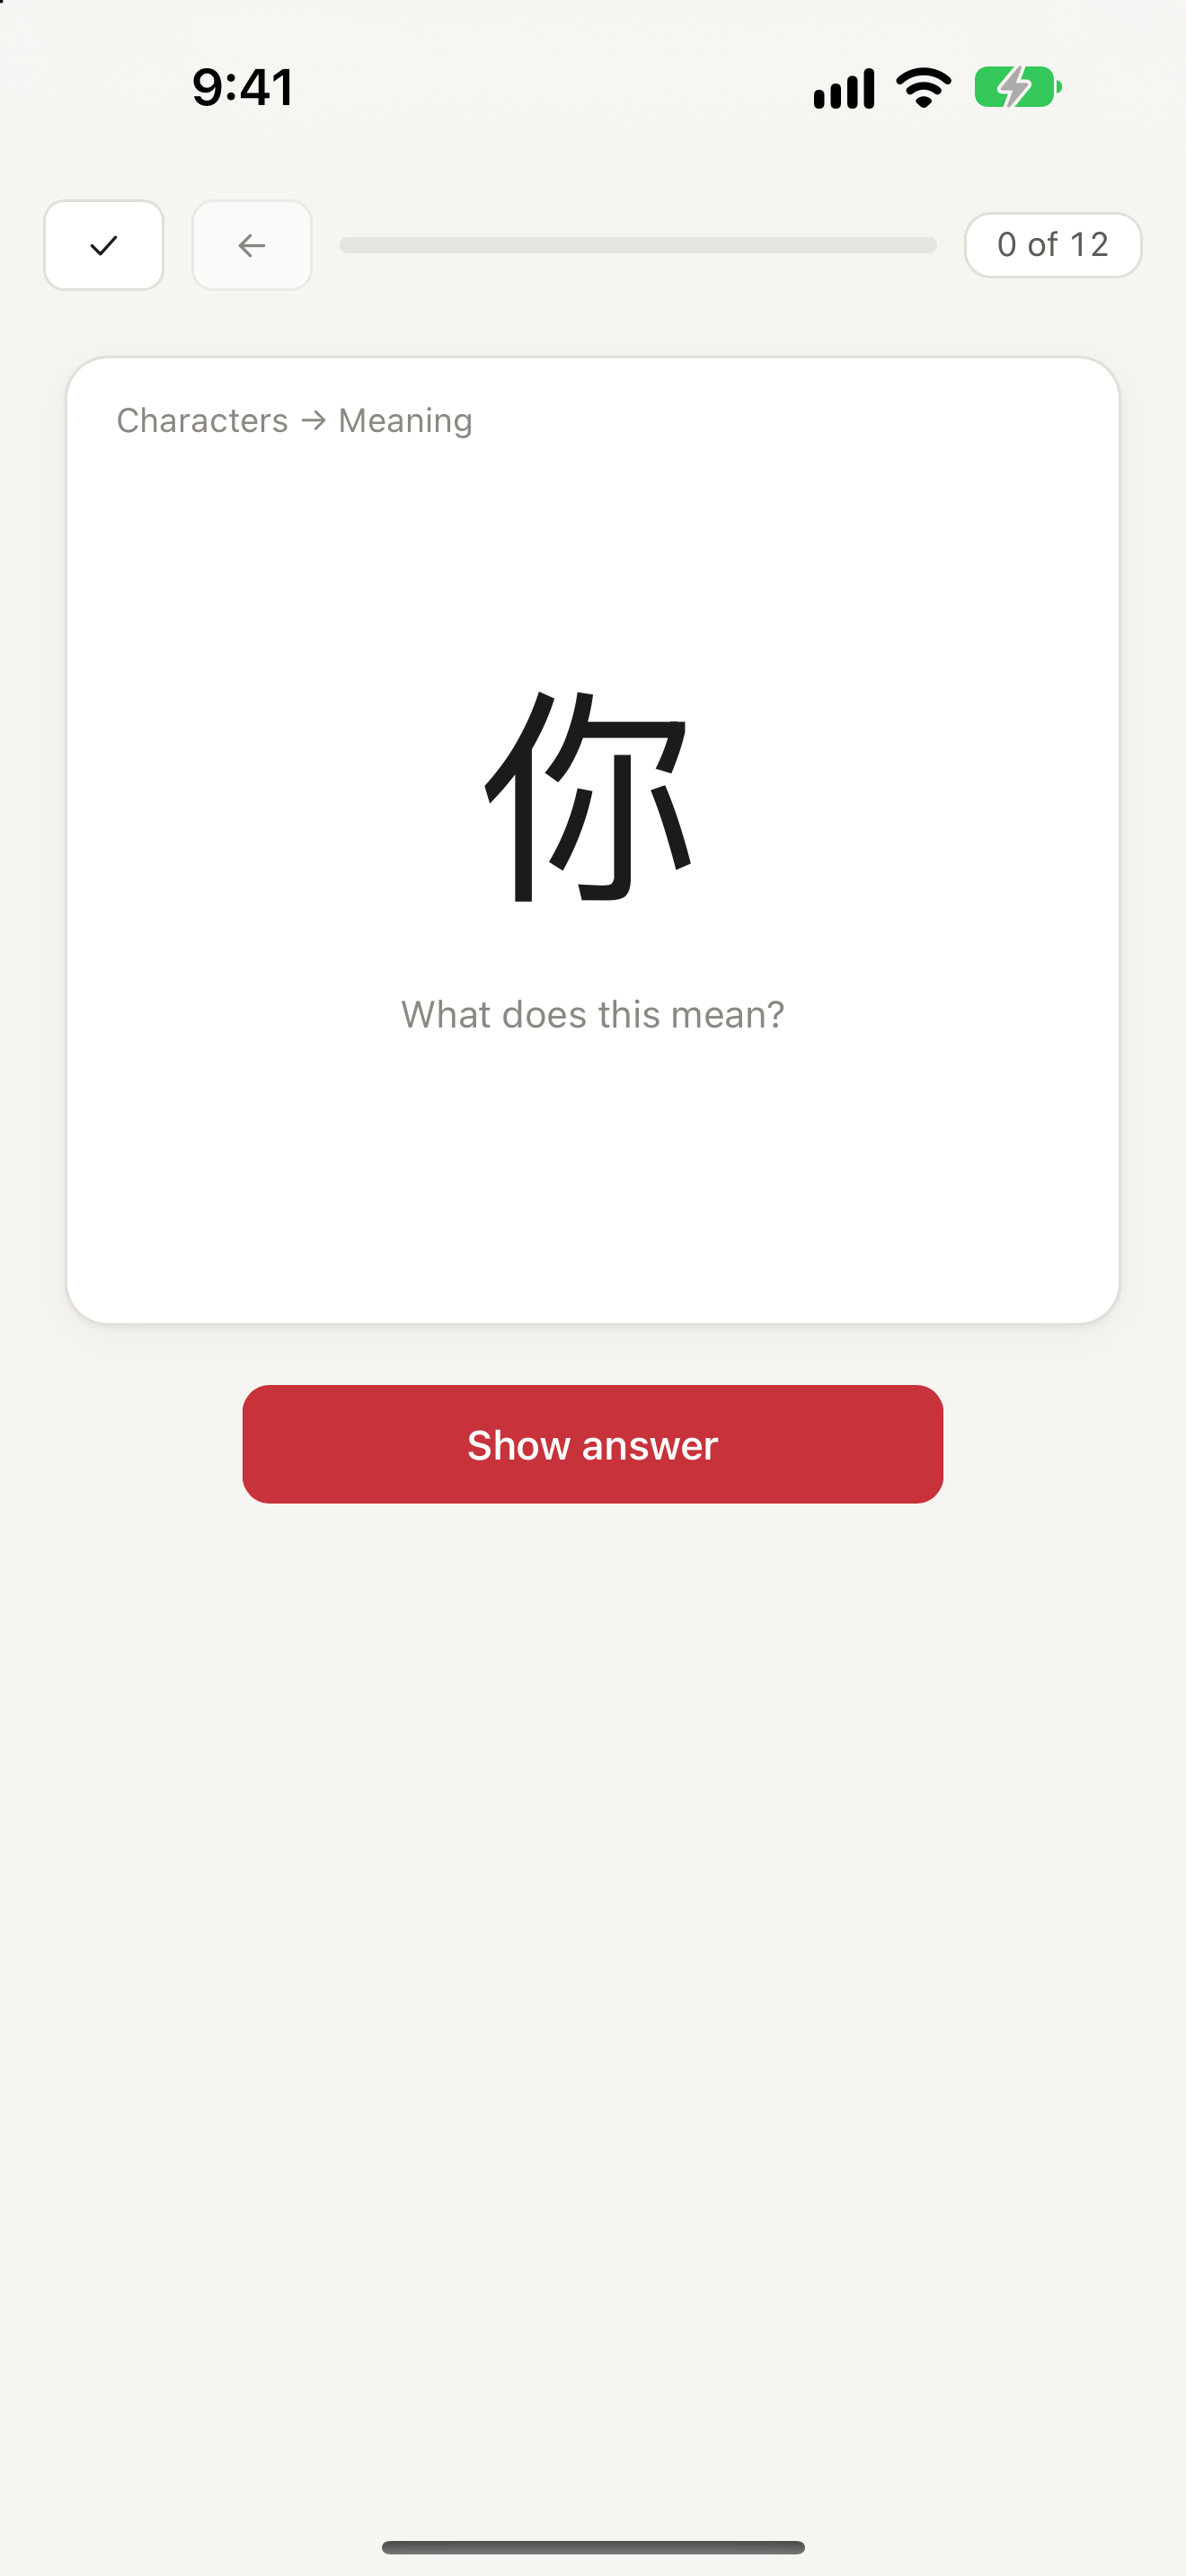 9:41
0 of 12
Characters → Meaning
你
What does this mean?
Show answer